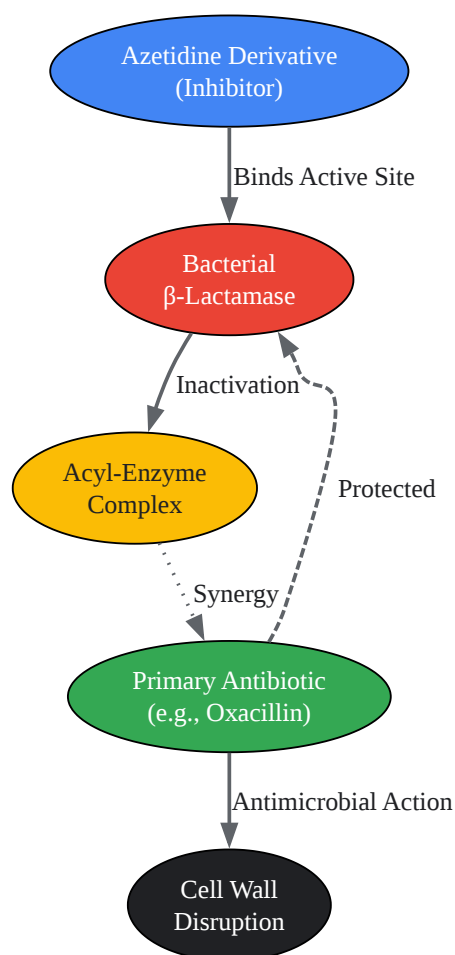 Azetidine Derivative
(Inhibitor)
Binds Active Site
Bacterial
β-Lactamase
Inactivation
Acyl-Enzyme
Complex
Protected
Synergy
Primary Antibiotic
(e.g., Oxacillin)
Antimicrobial Action
Cell Wall
Disruption